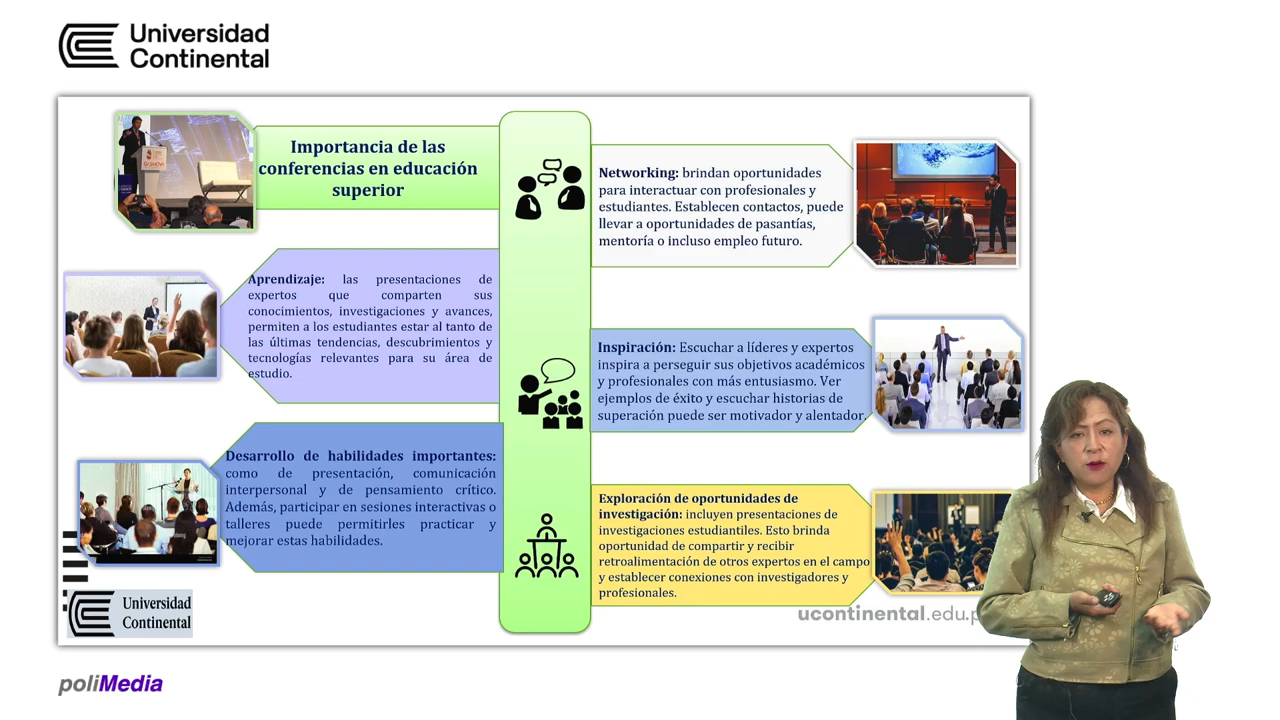 Universidad
Continental
Importancia de las
conferencias en educación
superior
Aprendizaje: las presentaciones de
expertos que comparten sus
conocimientos, investigaciones y avances,
permiten a los estudiantes estar al tanto de
las últimas tendencias, descubrimientos y
tecnologías relevantes para su área de
estudio.
Desarrollo de habilidades importantes:
como de presentación, comunicación
interpersonal y de pensamiento crítico.
Además, participar en sesiones interactivas o
talleres puede permitirles practicar y
mejorar estas habilidades.
Networking: brindan oportunidades
para interactuar con profesionales y
estudiantes. Establecen contactos, puede
llevar a oportunidades de pasantías,
mentoría o incluso empleo futuro.
Inspiración: Escuchar a líderes y expertos
inspira a perseguir sus objetivos académicos
y profesionales con más entusiasmo. Ver
ejemplos de éxito y escuchar historias de
superación puede ser motivador y alentador.
Exploración de oportunidades de
investigación: incluyen presentaciones de
investigaciones estudiantiles. Esto brinda
oportunidad de compartir y recibir
retroalimentación de otros expertos en el campo
y establecer conexiones con investigadores y
profesionales.
Universidad
Continental
ucontinental.edu.p
poliMedia